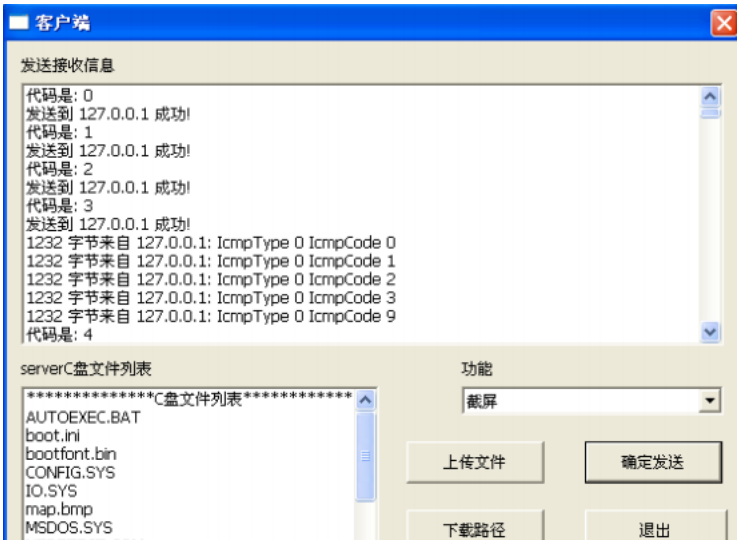 客户端
发送接收信息
代码是: 0
发送到 127.0.0.1 成功!
代码是: 1
发送到 127.0.0.1 成功!
代码是: 2
发送到 127.0.0.1 成功!
代码是: 3
发送到 127.0.0.1 成功!
1232 字节来自 127.0.0.1: IcmpType 0 IcmpCode 0
1232 字节来自 127.0.0.1: IcmpType 0 IcmpCode 1
1232 字节来自 127.0.0.1: IcmpType 0 IcmpCode 2
1232 字节来自 127.0.0.1: IcmpType 0 IcmpCode 3
1232 字节来自 127.0.0.1: IcmpType 0 IcmpCode 9
代码是: 4
serverC盘文件列表
**************C盘文件列表************
AUTOEXEC.BAT
boot.ini
bootfont.bin
CONFIG.SYS
IO.SYS
map.bmp
MSDOS.SYS
功能
截屏
上传文件
确定发送
下载路径
退出